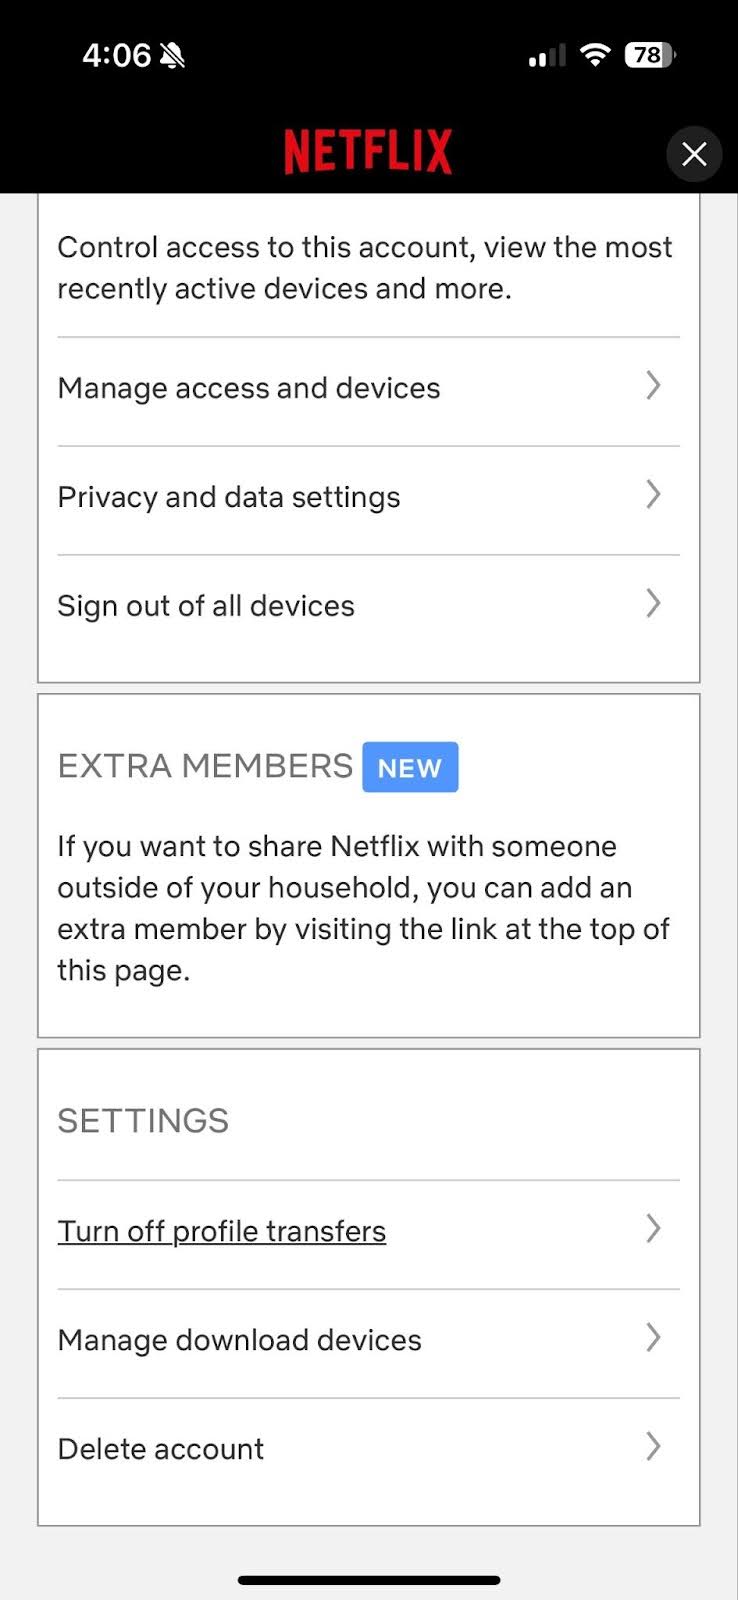 4:06
78
NETFLIX
Control access to this account, view the most
recently active devices and more.
Manage access and devices
Privacy and data settings
Sign out of all devices
EXTRA MEMBERS NEW
If you want to share Netflix with someone
outside of your household, you can add an
extra member by visiting the link at the top of
this page.
SETTINGS
Turn off profile transfers
Manage download devices
Delete account